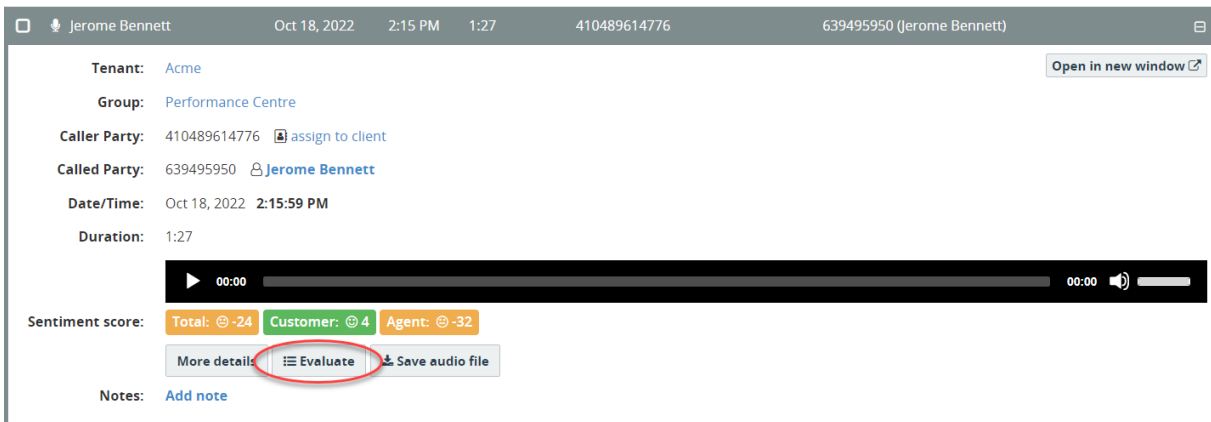 Jerome Bennett Oct 18, 2022 2:15 PM 1:27 410489614776 639495950 (Jerome Bennett)
Open in new window
Tenant: Acme
Group: Performance Centre
Caller Party: 410489614776 assign to client
Called Party: 639495950 Jerome Bennett
Date/Time: Oct 18, 2022 2:15:59 PM
Duration: 1:27
00:00 00:00
Sentiment score: Total: -24 Customer: 4 Agent: -32
More details Evaluate Save audio file
Notes: Add note